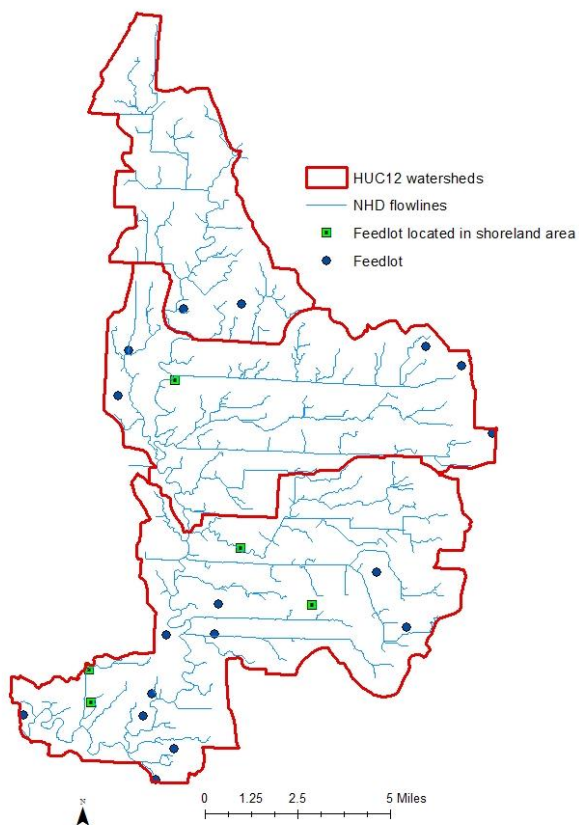 HUC12 watersheds
NHD flowlines
Feedlot located in shoreland area
Feedlot
N
0 1.25 2.5 5 Miles